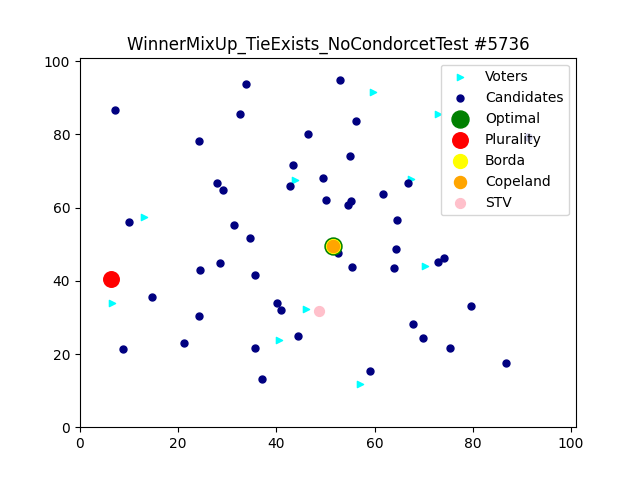 WinnerMixUp_TieExists_NoCondorcetTest #5736
100
80
60
40
20
0
0
20
40
60
80
100
Voters
Candidates
Optimal
Plurality
Borda
Copeland
STV